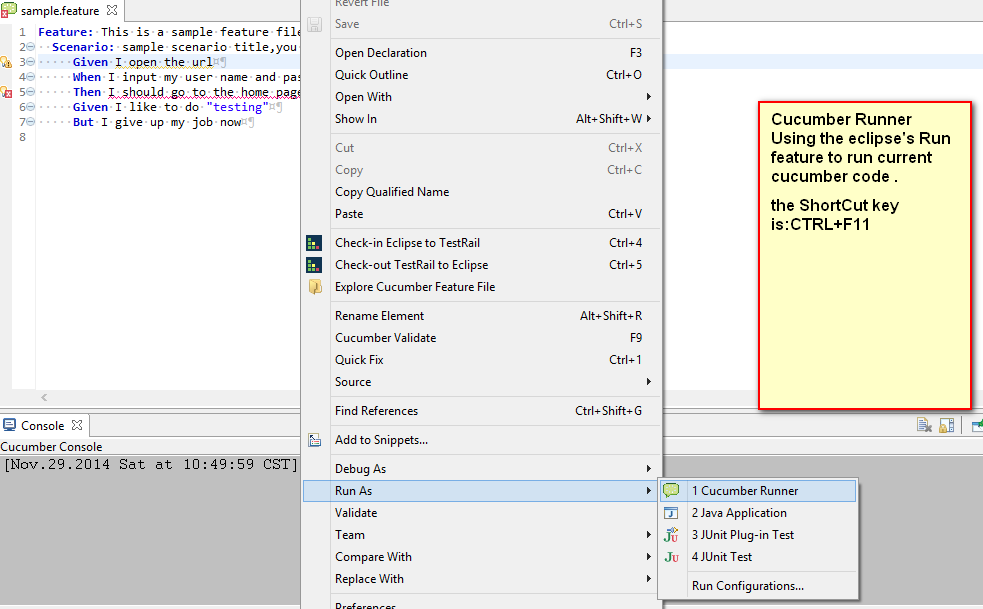 sample.feature
1 Feature: This is a sample feature file
2 Scenario: sample scenario title,you
3 Given I open the url
4 When I input my user name and pas
5 Then I should go to the home page
6 Given I like to do "testing"
7 But I give up my job now
8
Revert File
Save Ctrl+S
Open Declaration F3
Quick Outline Ctrl+O
Open With
Show In Alt+Shift+W
Cut Ctrl+X
Copy Ctrl+C
Copy Qualified Name
Paste Ctrl+V
Check-in Eclipse to TestRail Ctrl+4
Check-out TestRail to Eclipse Ctrl+5
Explore Cucumber Feature File
Rename Element Alt+Shift+R
Cucumber Validate F9
Quick Fix Ctrl+1
Source
Find References Ctrl+Shift+G
Add to Snippets...
Debug As
Run As
Validate
Team
Compare With
Replace With
Preferences
1 Cucumber Runner
2 Java Application
3 JUnit Plug-in Test
4 JUnit Test
Run Configurations...
Cucumber Runner
Using the eclipse's Run
feature to run current
cucumber code .
the ShortCut key
is:CTRL+F11
Console
Cucumber Console
[Nov.29.2014 Sat at 10:49:59 CST]